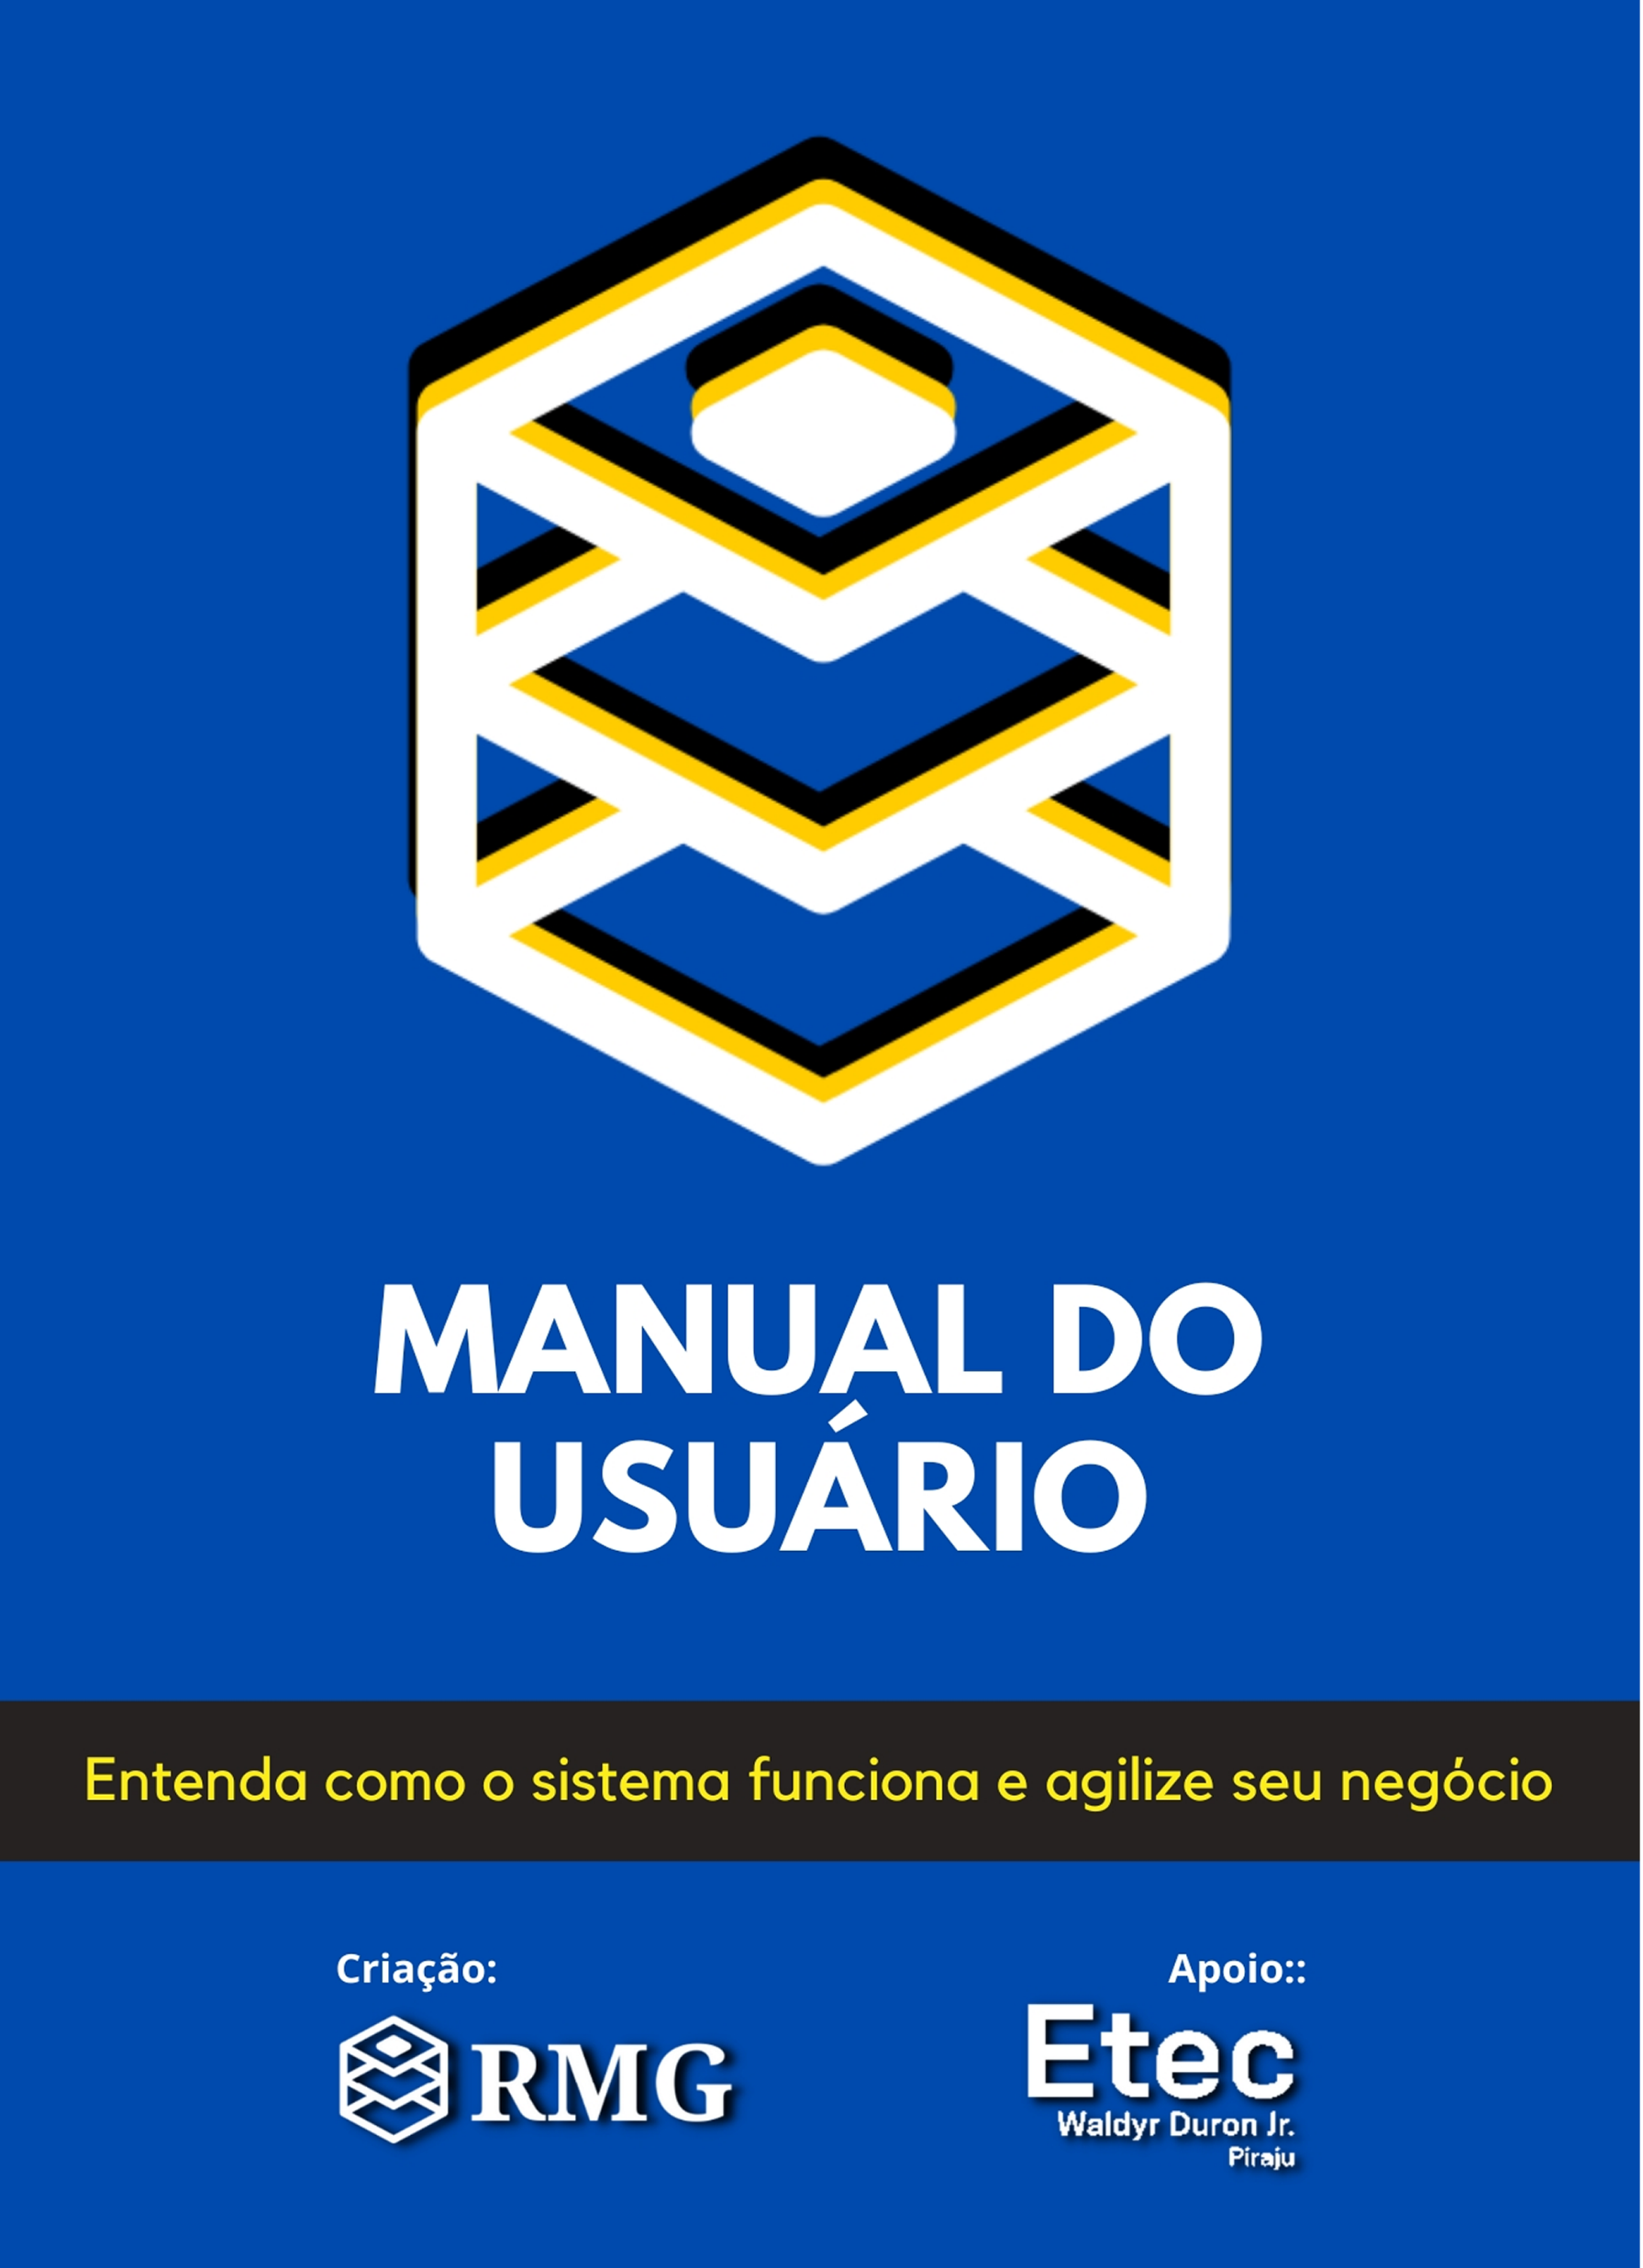 MANUAL DO
USUÁRIO
Entenda como o sistema funciona e agilize seu negócio
Criação:
RMG
Apoio::
Etec
Waldyr Duron Jr.
Piraju